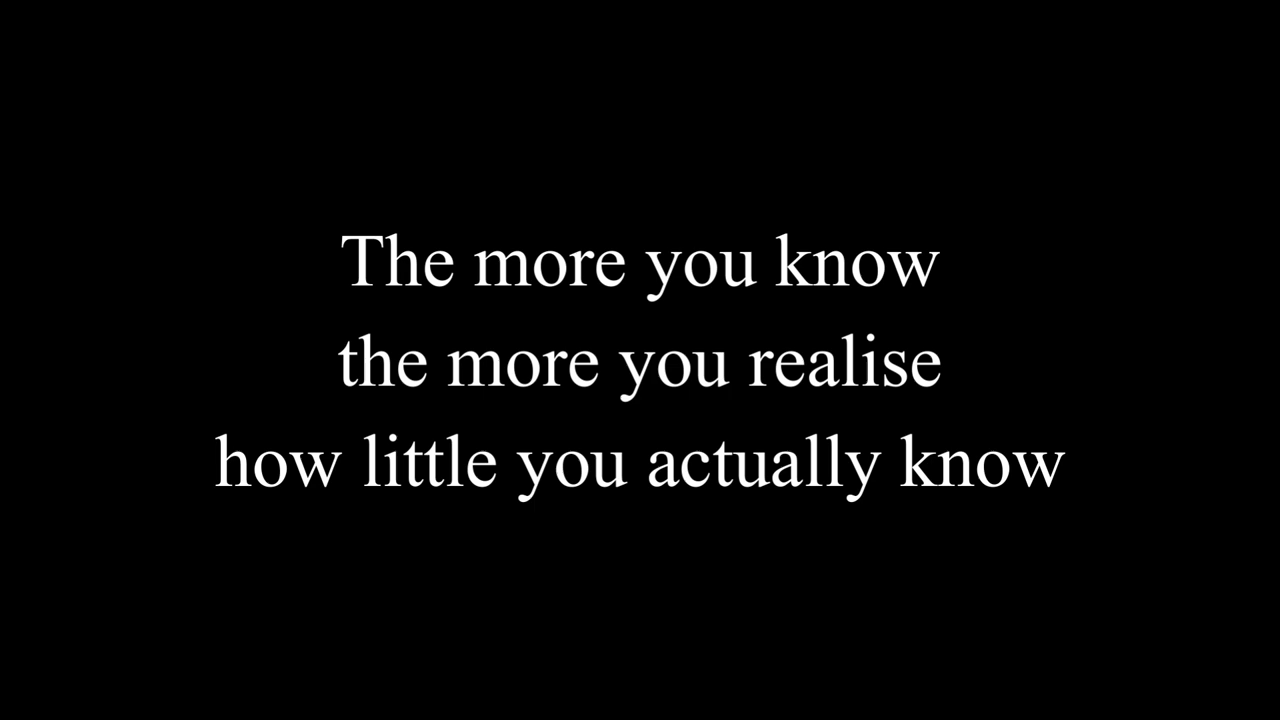 The more you know
the more you realise
how little you actually know